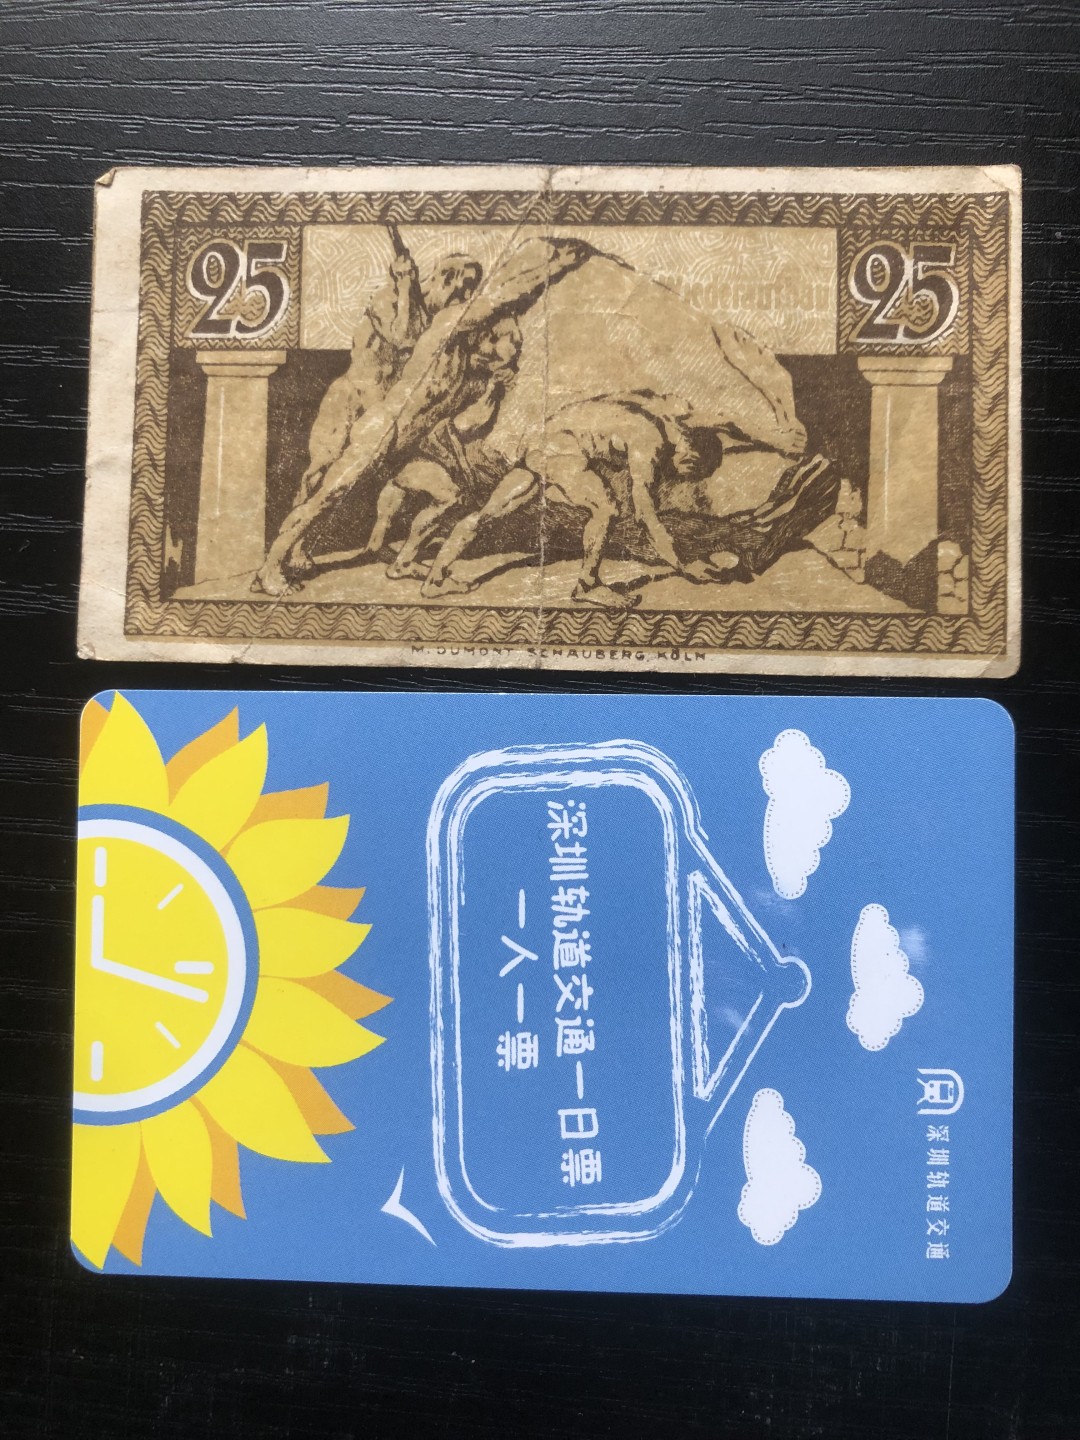 25
25
M. DUMONT SCHAUBERG, KÖLN
深圳轨道交通一日票
一人一票
深圳轨道交通